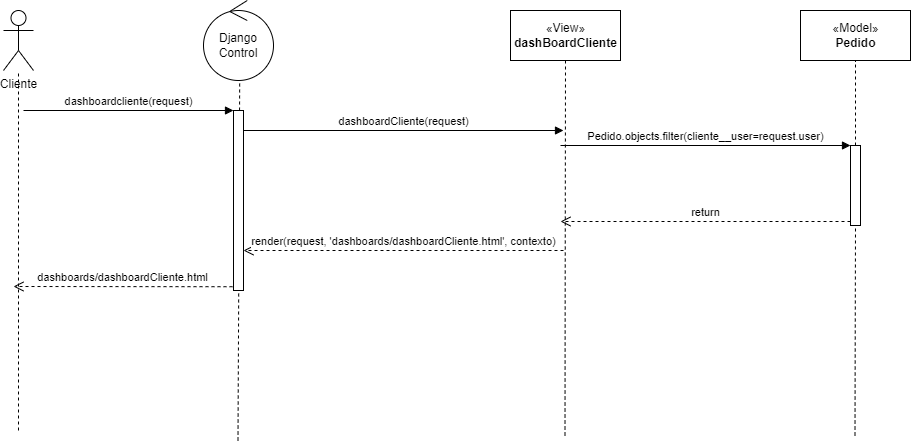 Cliente
Django
Control
«View»
dashBoardCliente
«Model»
Pedido
dashboardcliente(request)
dashboardCliente(request)
Pedido.objects.filter(cliente__user=request.user)
return
render(request, 'dashboards/dashboardCliente.html', contexto)
dashboards/dashboardCliente.html